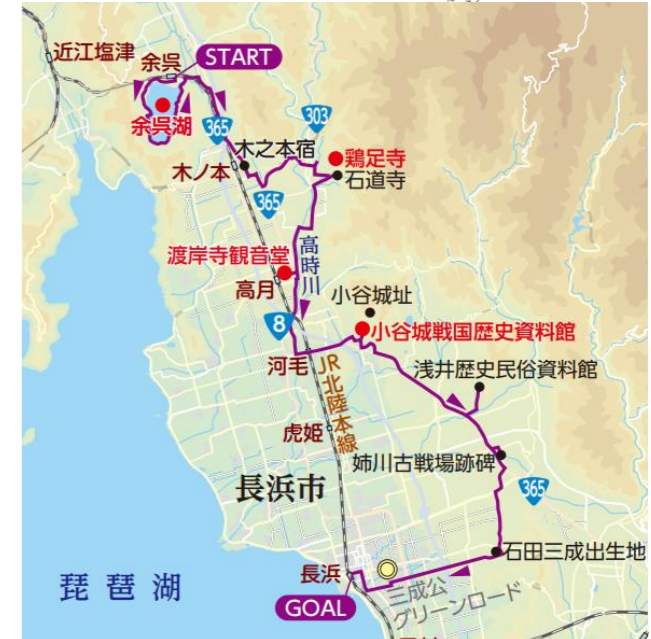 近江塩津
余呉
START
余呉湖
365
303
木之本宿
木ノ本
鶏足寺
石道寺
365
渡岸寺観音堂
高時川
高月
小谷城址
8
小谷城戦国歴史資料館
河毛
浅井歴史民俗資料館
JR北陸本線
虎姫
姉川古戦場跡碑
長浜市
365
石田三成出生地
長浜
琵琶湖
三成公
グリーンロード
GOAL